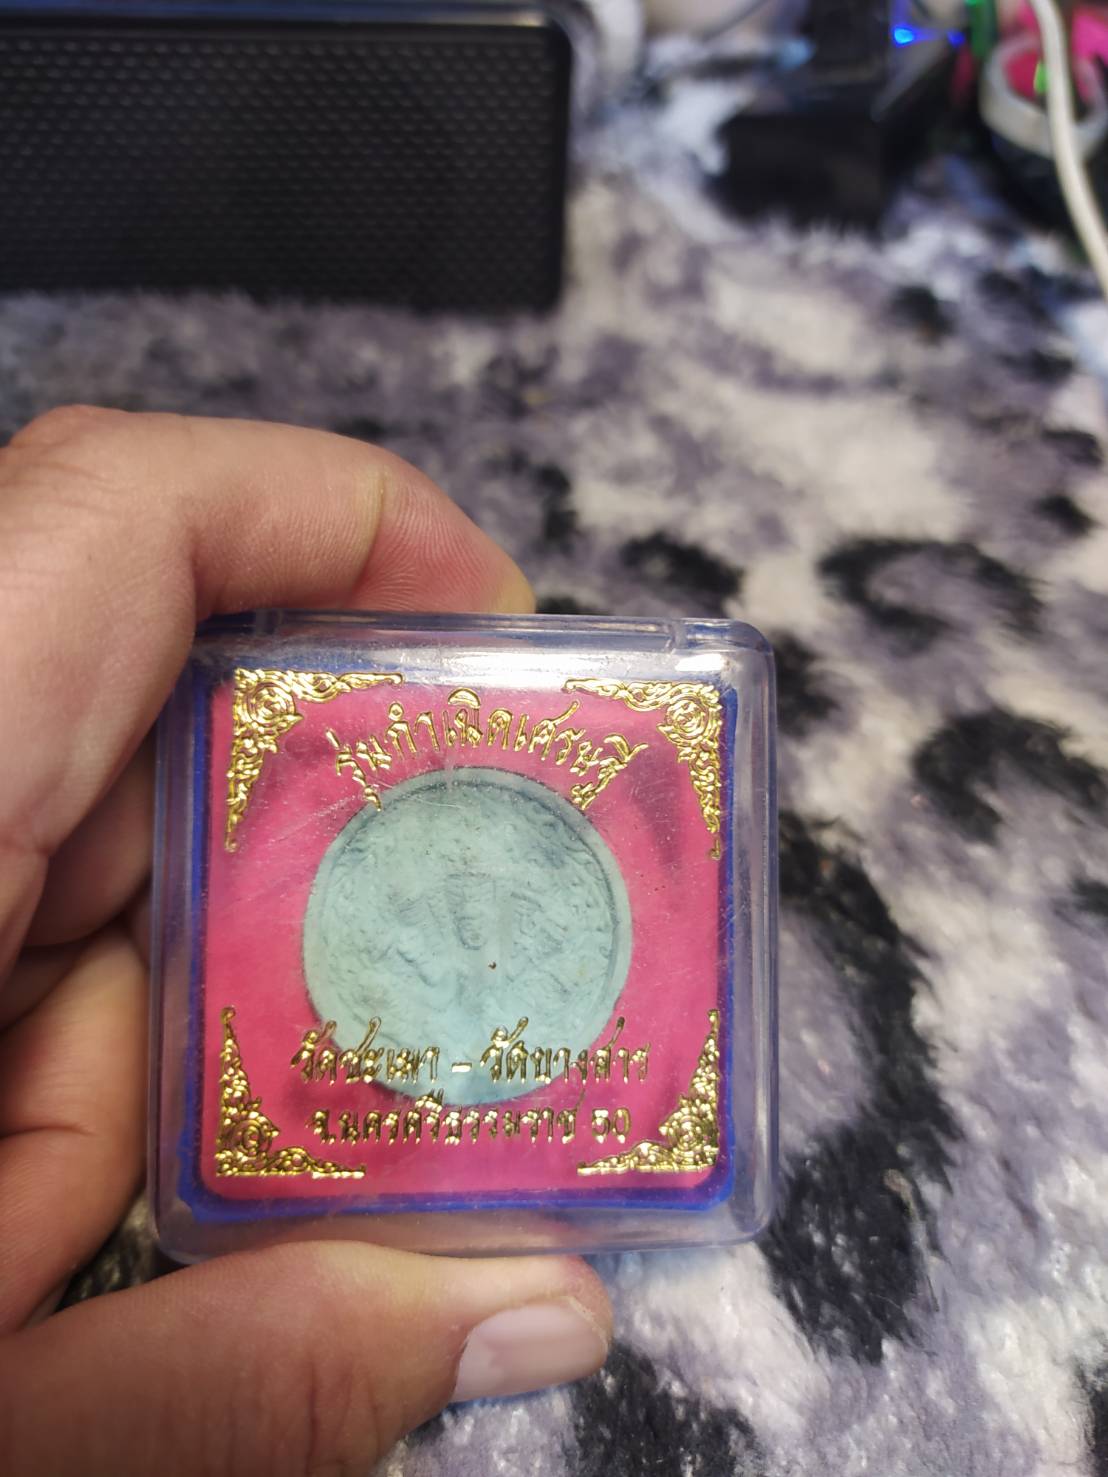 รุ่นกำเนิดเศรษฐี
วัดชะเมา - วัดบางสาร
จ.นครศรีธรรมราช 50